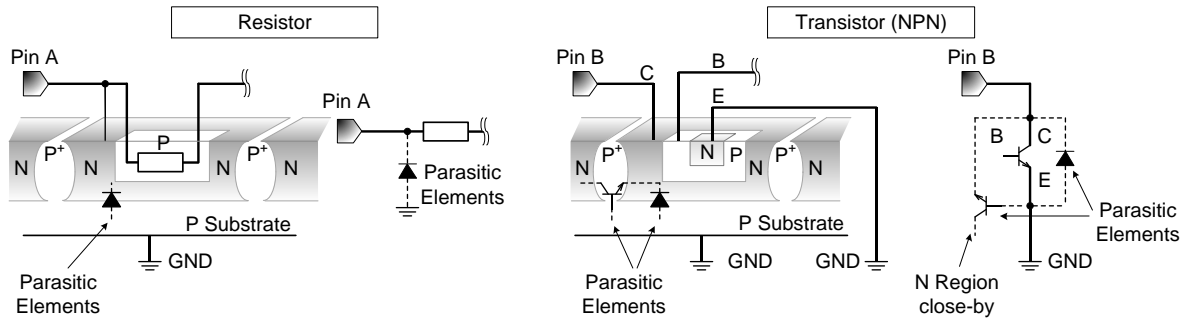 Resistor
Transistor (NPN)
Pin A
Pin A
N
P+
N
P
P+
N
Parasitic
Elements
P Substrate
GND
Parasitic
Elements
Pin B
C
B
E
N
P+
N
N
P
P+
N
P Substrate
GND
GND
Parasitic
Elements
Pin B
B
C
E
Parasitic
Elements
GND
N Region
close-by